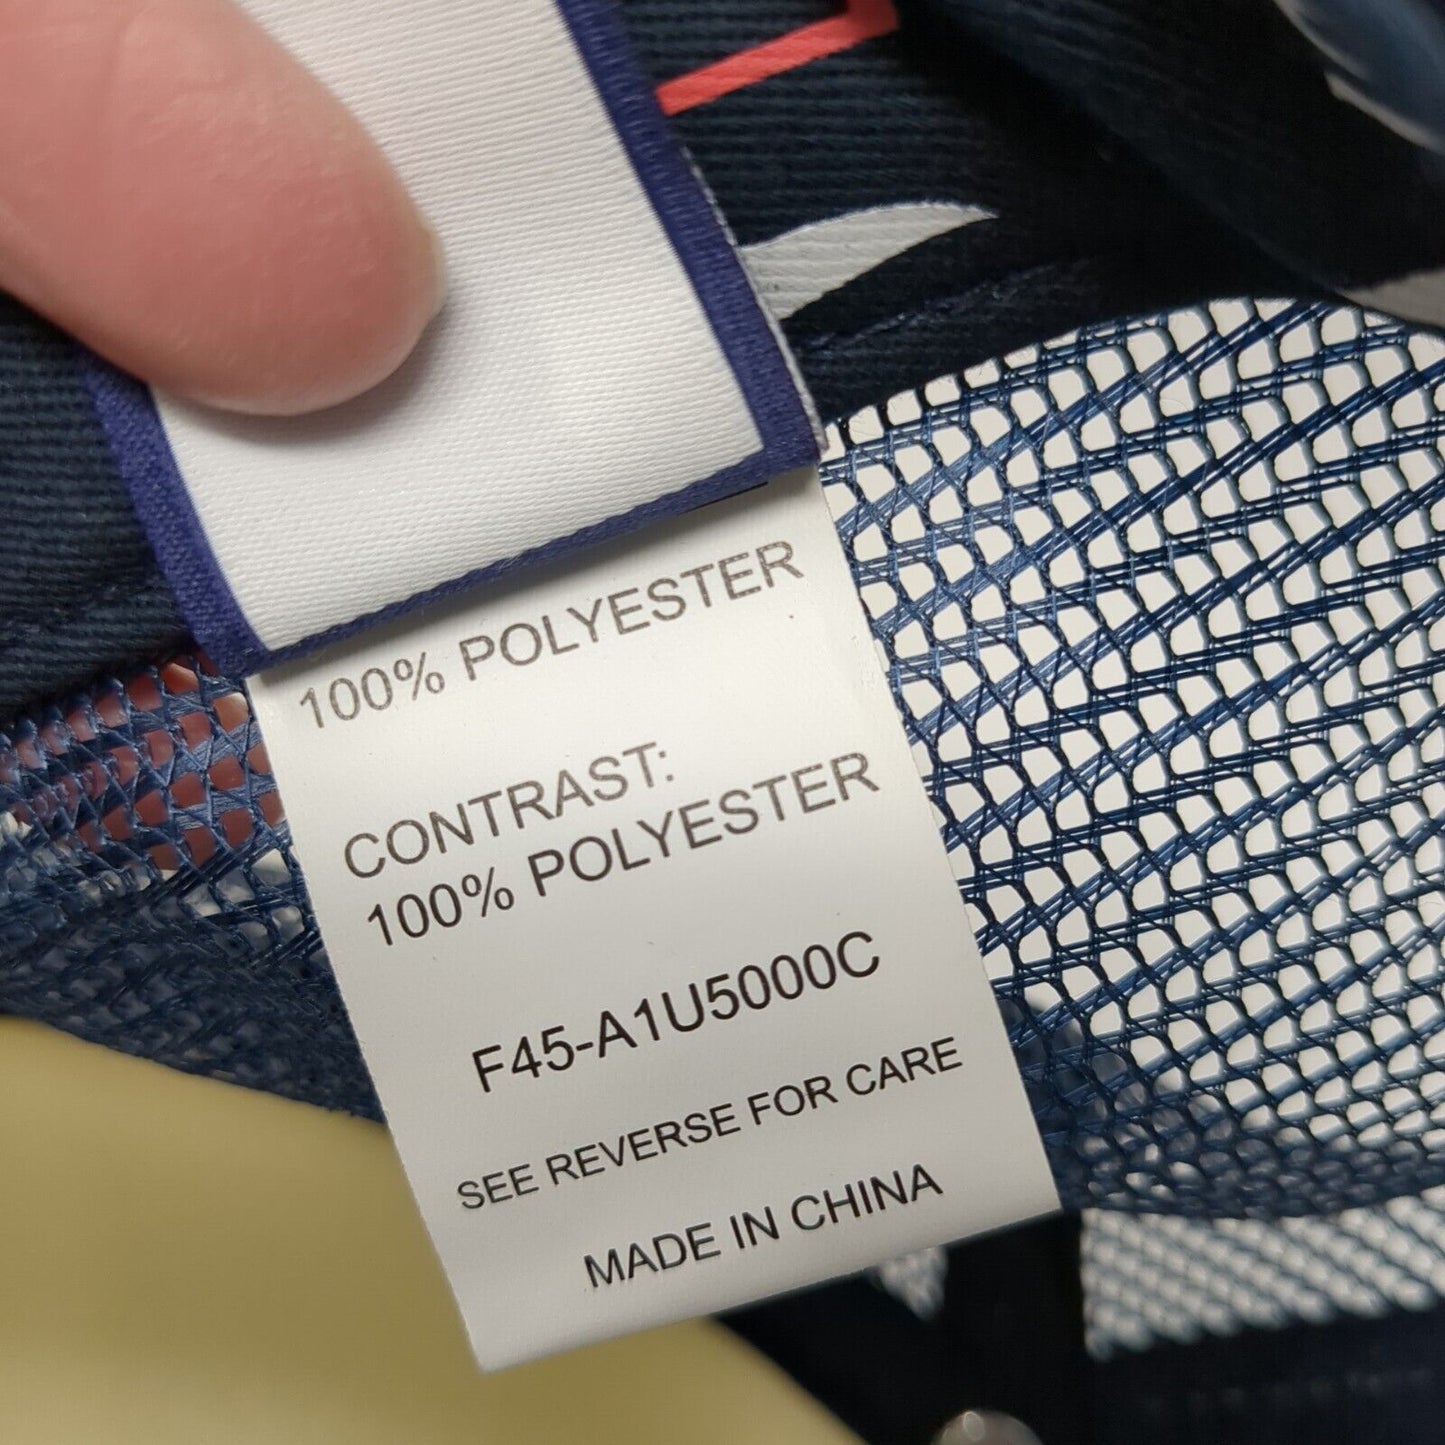 100% POLYESTER
CONTRAST:
100% POLYESTER
F45-A1U5000C
SEE REVERSE FOR CARE
MADE IN CHINA